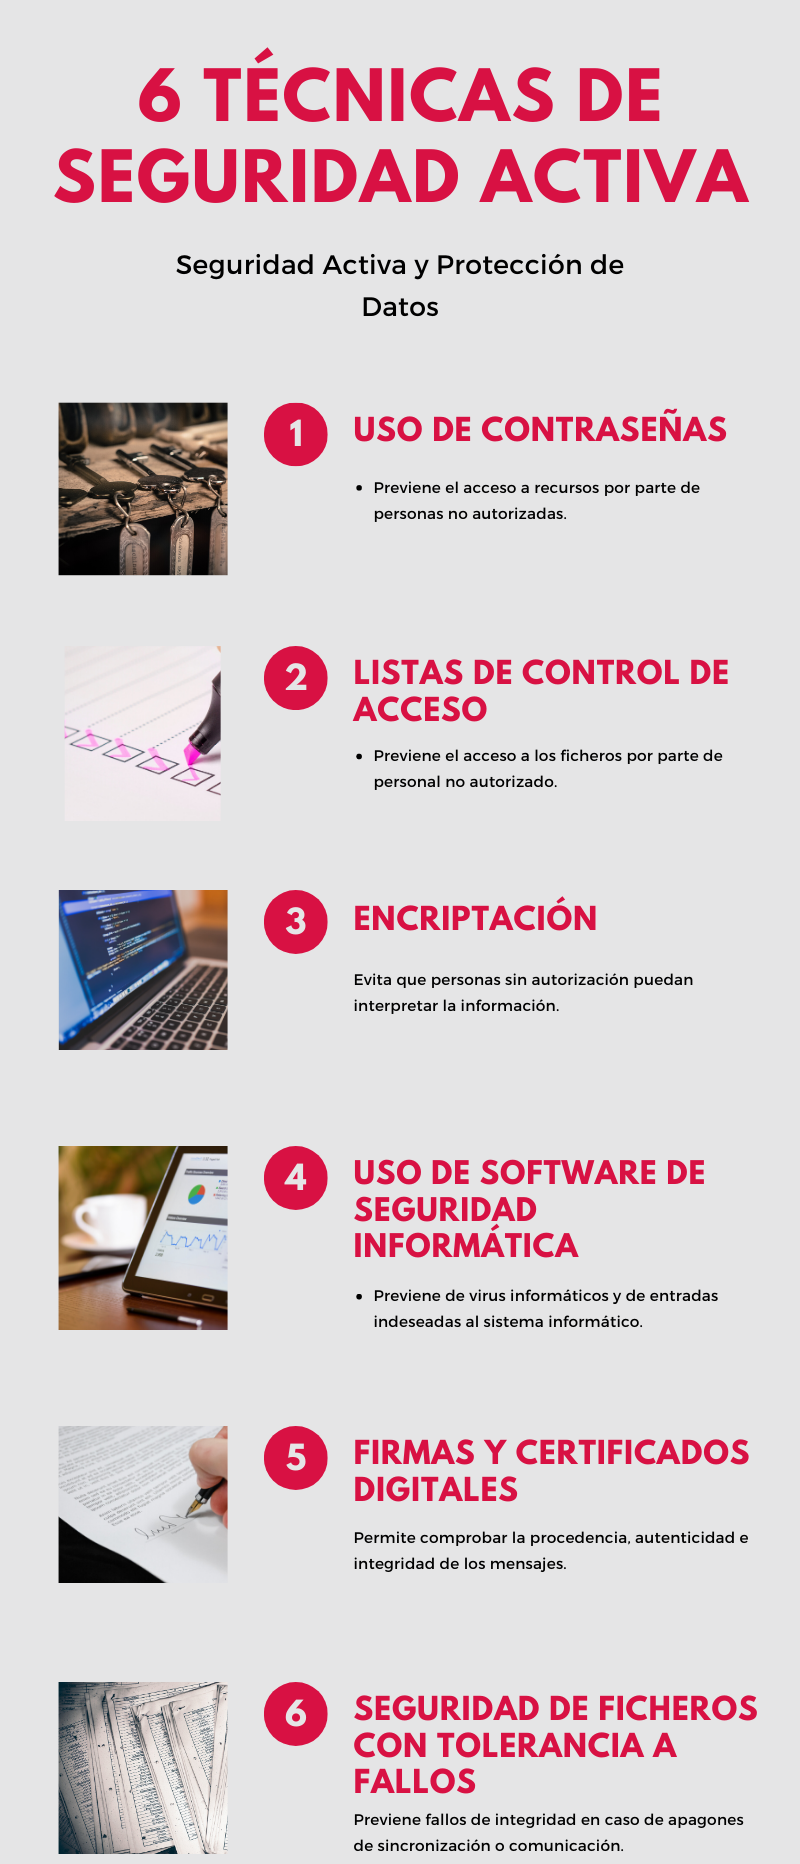 6 TÉCNICAS DE
SEGURIDAD ACTIVA
Seguridad Activa y Protección de
Datos
1
USO DE CONTRASEÑAS
• Previene el acceso a recursos por parte de
personas no autorizadas.
2
LISTAS DE CONTROL DE
ACCESO
• Previene el acceso a los ficheros por parte de
personal no autorizado.
3
ENCRIPTACIÓN
Evita que personas sin autorización puedan
interpretar la información.
4
USO DE SOFTWARE DE
SEGURIDAD
INFORMÁTICA
• Previene de virus informáticos y de entradas
indeseadas al sistema informático.
5
FIRMAS Y CERTIFICADOS
DIGITALES
Permite comprobar la procedencia, autenticidad e
integridad de los mensajes.
6
SEGURIDAD DE FICHEROS
CON TOLERANCIA A
FALLOS
Previene fallos de integridad en caso de apagones
de sincronización o comunicación.